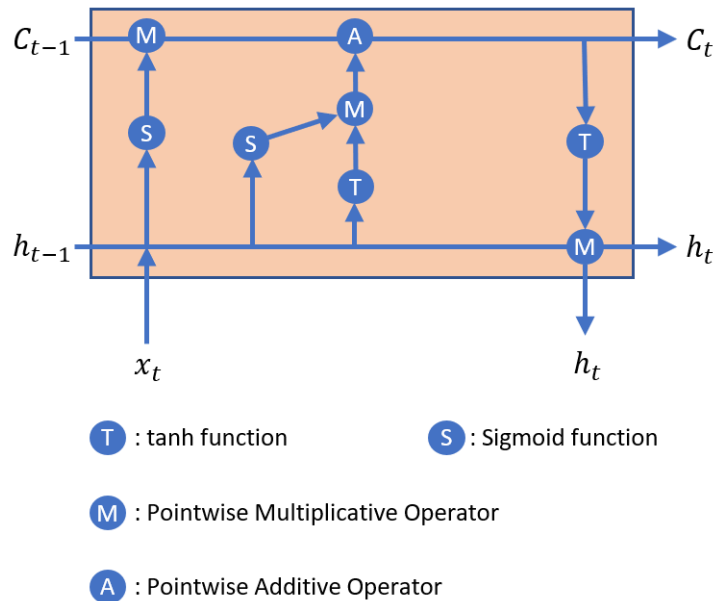 M A
C_{t-1} C_t
S S M T
T
h_{t-1} M h_t
x_t h_t
T : tanh function S : Sigmoid function
M : Pointwise Multiplicative Operator
A : Pointwise Additive Operator